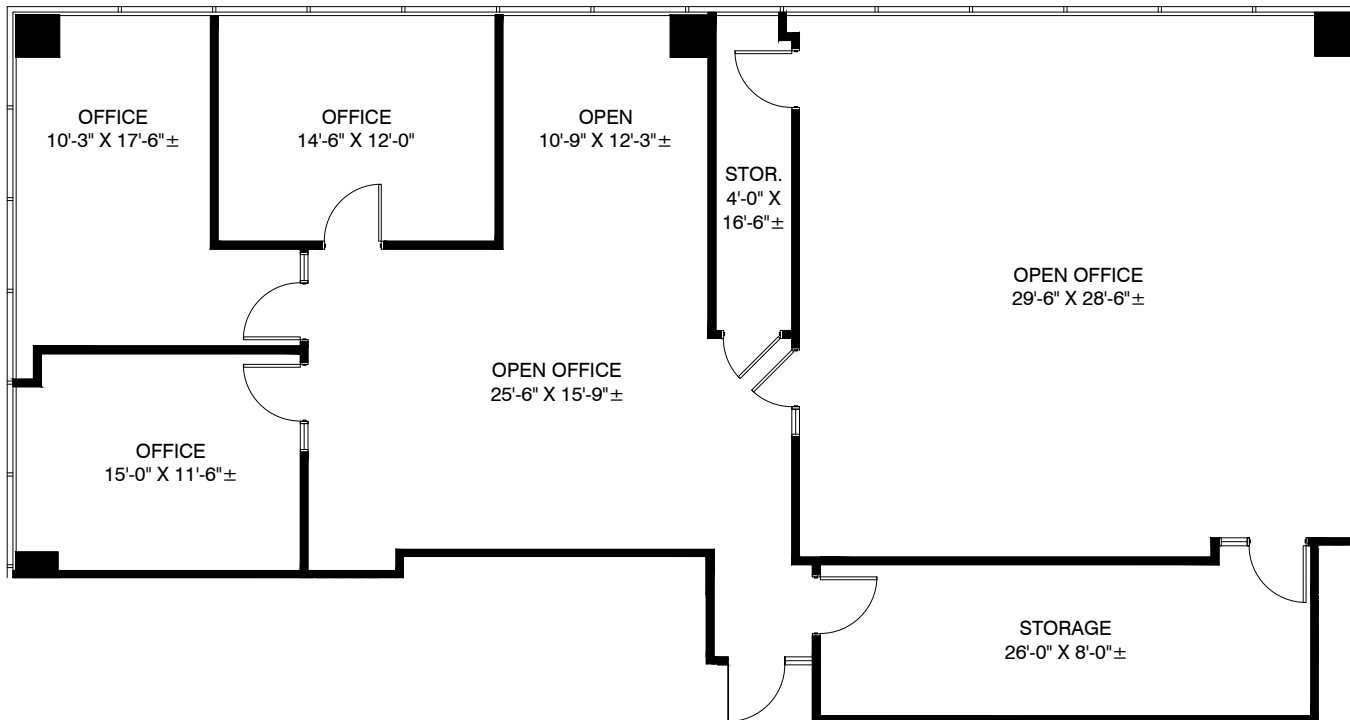 OFFICE
10'-3" X 17'-6"±
OFFICE
14'-6" X 12'-0"
OPEN
10'-9" X 12'-3"±
STOR.
4'-0" X
16'-6"±
OPEN OFFICE
29'-6" X 28'-6"±
OPEN OFFICE
25'-6" X 15'-9"±
OFFICE
15'-0" X 11'-6"±
STORAGE
26'-0" X 8'-0"±